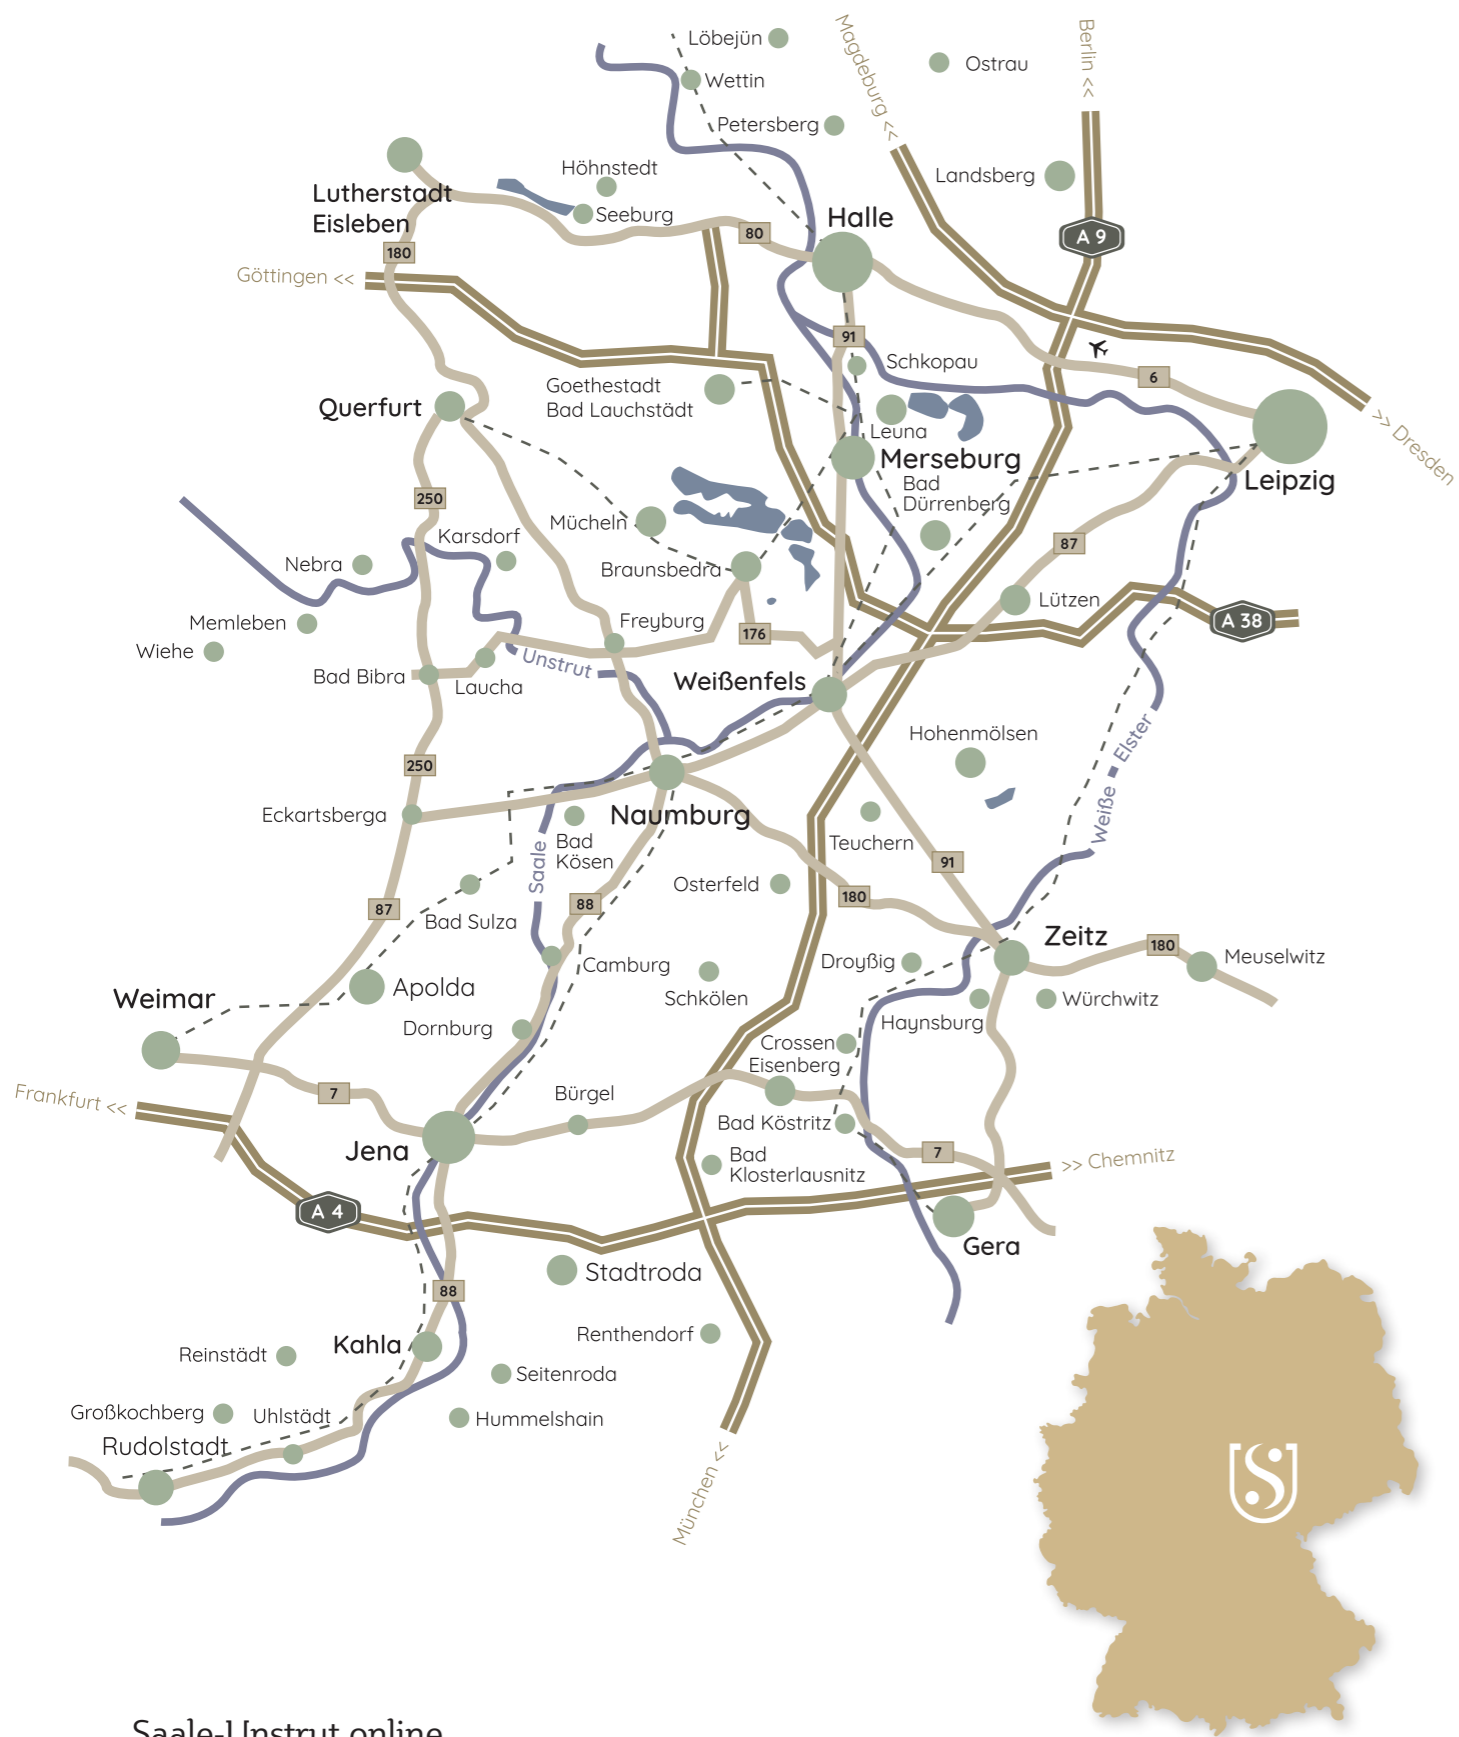 Löbejün
Wettin
Petersberg
Magdeburg <<
Ostrau
Berlin <<
Landsberg
A 9
Höhnstedt
Seeburg
Lutherstadt
Eisleben
180
Göttingen <<
80
Halle
91
Schkopau
6
>> Dresden
Goethestadt
Bad Lauchstädt
Querfurt
Leuna
Merseburg
Bad
Dürrenberg
Leipzig
250
Karsdorf
Mücheln
87
Nebra
Braunsbedra
Lützen
Memleben
Freyburg
176
A 38
Wiehe
Unstrut
Bad Bibra
Laucha
Weißenfels
Hohenmölsen
Weiße
Elster
250
Eckartsberga
Naumburg
Bad
Kösen
Saale
Teuchern
91
Osterfeld
180
88
87
Bad Sulza
Zeitz
180
Meuselwitz
Camburg
Schkölen
Droyßig
Würchwitz
Haynsburg
Apolda
Weimar
Dornburg
Crossen
Eisenberg
Frankfurt <<
7
Bürgel
Bad Köstritz
Jena
Bad
Klosterlausnitz
7
>> Chemnitz
A 4
Gera
Stadtroda
88
Renthendorf
Kahla
Reinstädt
Seitenroda
Großkochberg
Uhlstädt
Hummelshain
Rudolstadt
München <<
Saale-Unstrut online